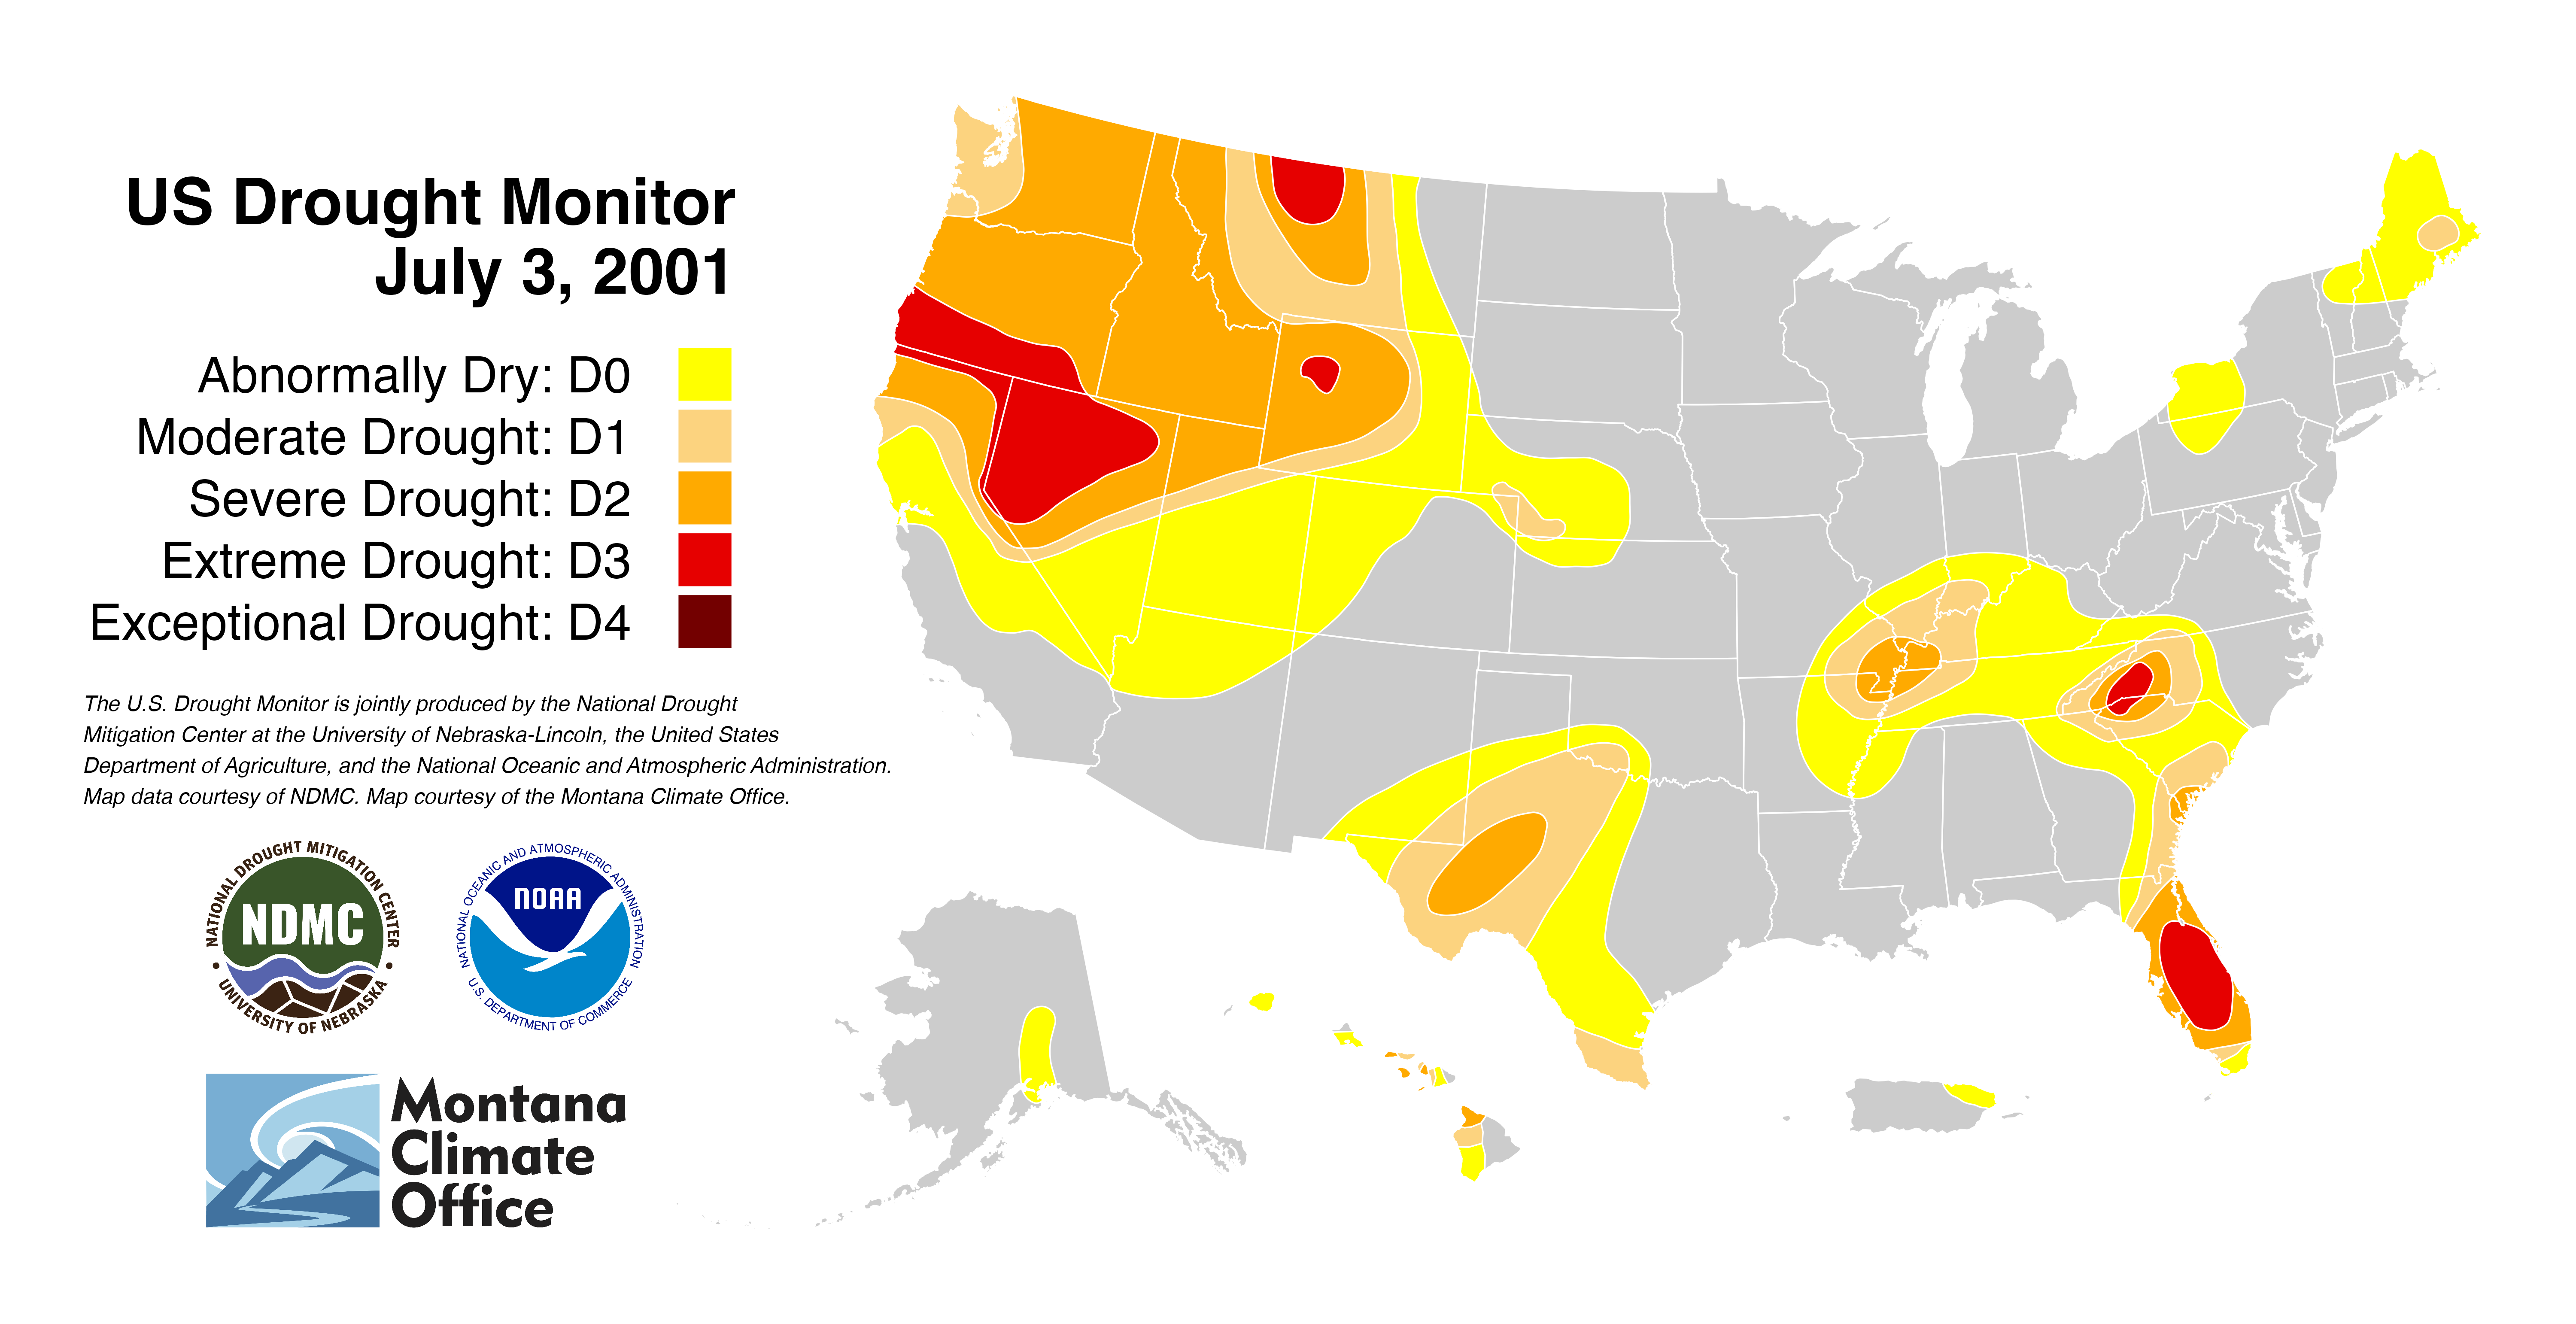 US Drought Monitor
July 3, 2001
Abnormally Dry: D0
Moderate Drought: D1
Severe Drought: D2
Extreme Drought: D3
Exceptional Drought: D4
The U.S. Drought Monitor is jointly produced by the National Drought
Mitigation Center at the University of Nebraska-Lincoln, the United States
Department of Agriculture, and the National Oceanic and Atmospheric Administration.
Map data courtesy of NDMC. Map courtesy of the Montana Climate Office.
NATIONAL DROUGHT MITIGATION CENTER
NDMC
• UNIVERSITY OF NEBRASKA •
NATIONAL OCEANIC AND ATMOSPHERIC ADMINISTRATION
NOAA
U.S. DEPARTMENT OF COMMERCE
Montana
Climate
Office